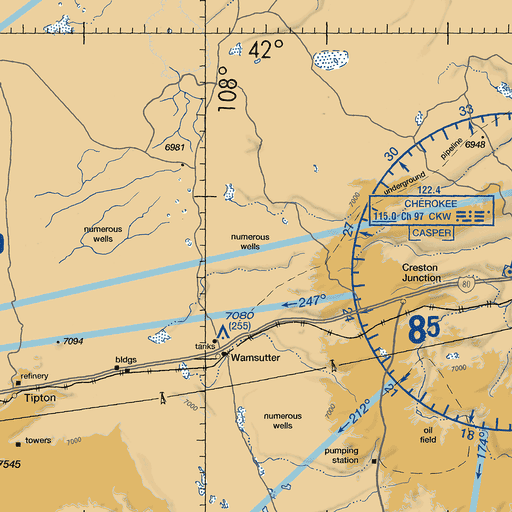 42°
108°
33
6981
6948
30
pipeline
underground
122.4
CHEROKEE
115.0 Ch 97 CKW
7000
CASPER
27
numerous
wells
numerous
wells
Creston
Junction
80
247°
24
7080
(255)
8⁵
7094
tanks
Wamsutter
bldgs
refinery
Tipton
21
7000
7000
212°
numerous
wells
oil
field
18
174°
towers
7000
pumping
station
7545